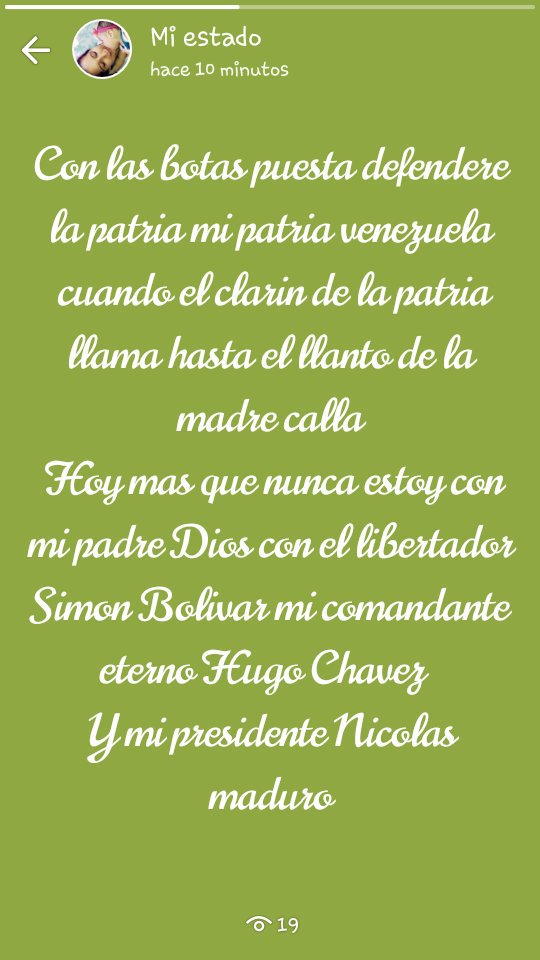 Mi estado
hace 10 minutos
Con las botas puesta defendere
la patria mi patria venezuela
cuando el clarin de la patria
llama hasta el llanto de la
madre calla
Hoy mas que nunca estoy con
mi padre Dios con el libertador
Simon Bolivar mi comandante
eterno Hugo Chavez
Y mi presidente Nicolas
maduro
19